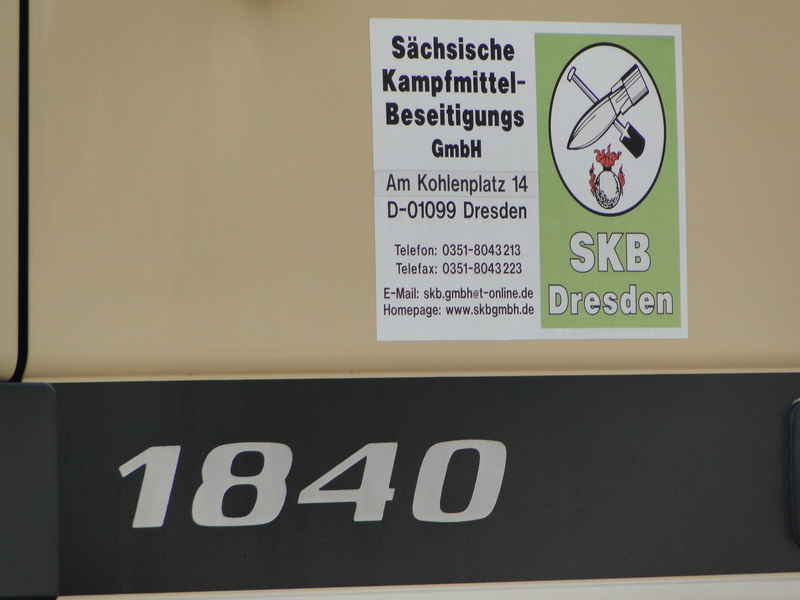 Sächsische
Kampfmittel-
Beseitigungs
GmbH
Am Kohlenplatz 14
D-01099 Dresden
Telefon: 0351-8043213
Telefax: 0351-8043223
E-Mail: skb.gmbh@t-online.de
Homepage: www.skbgmbh.de
SKB
Dresden
1840